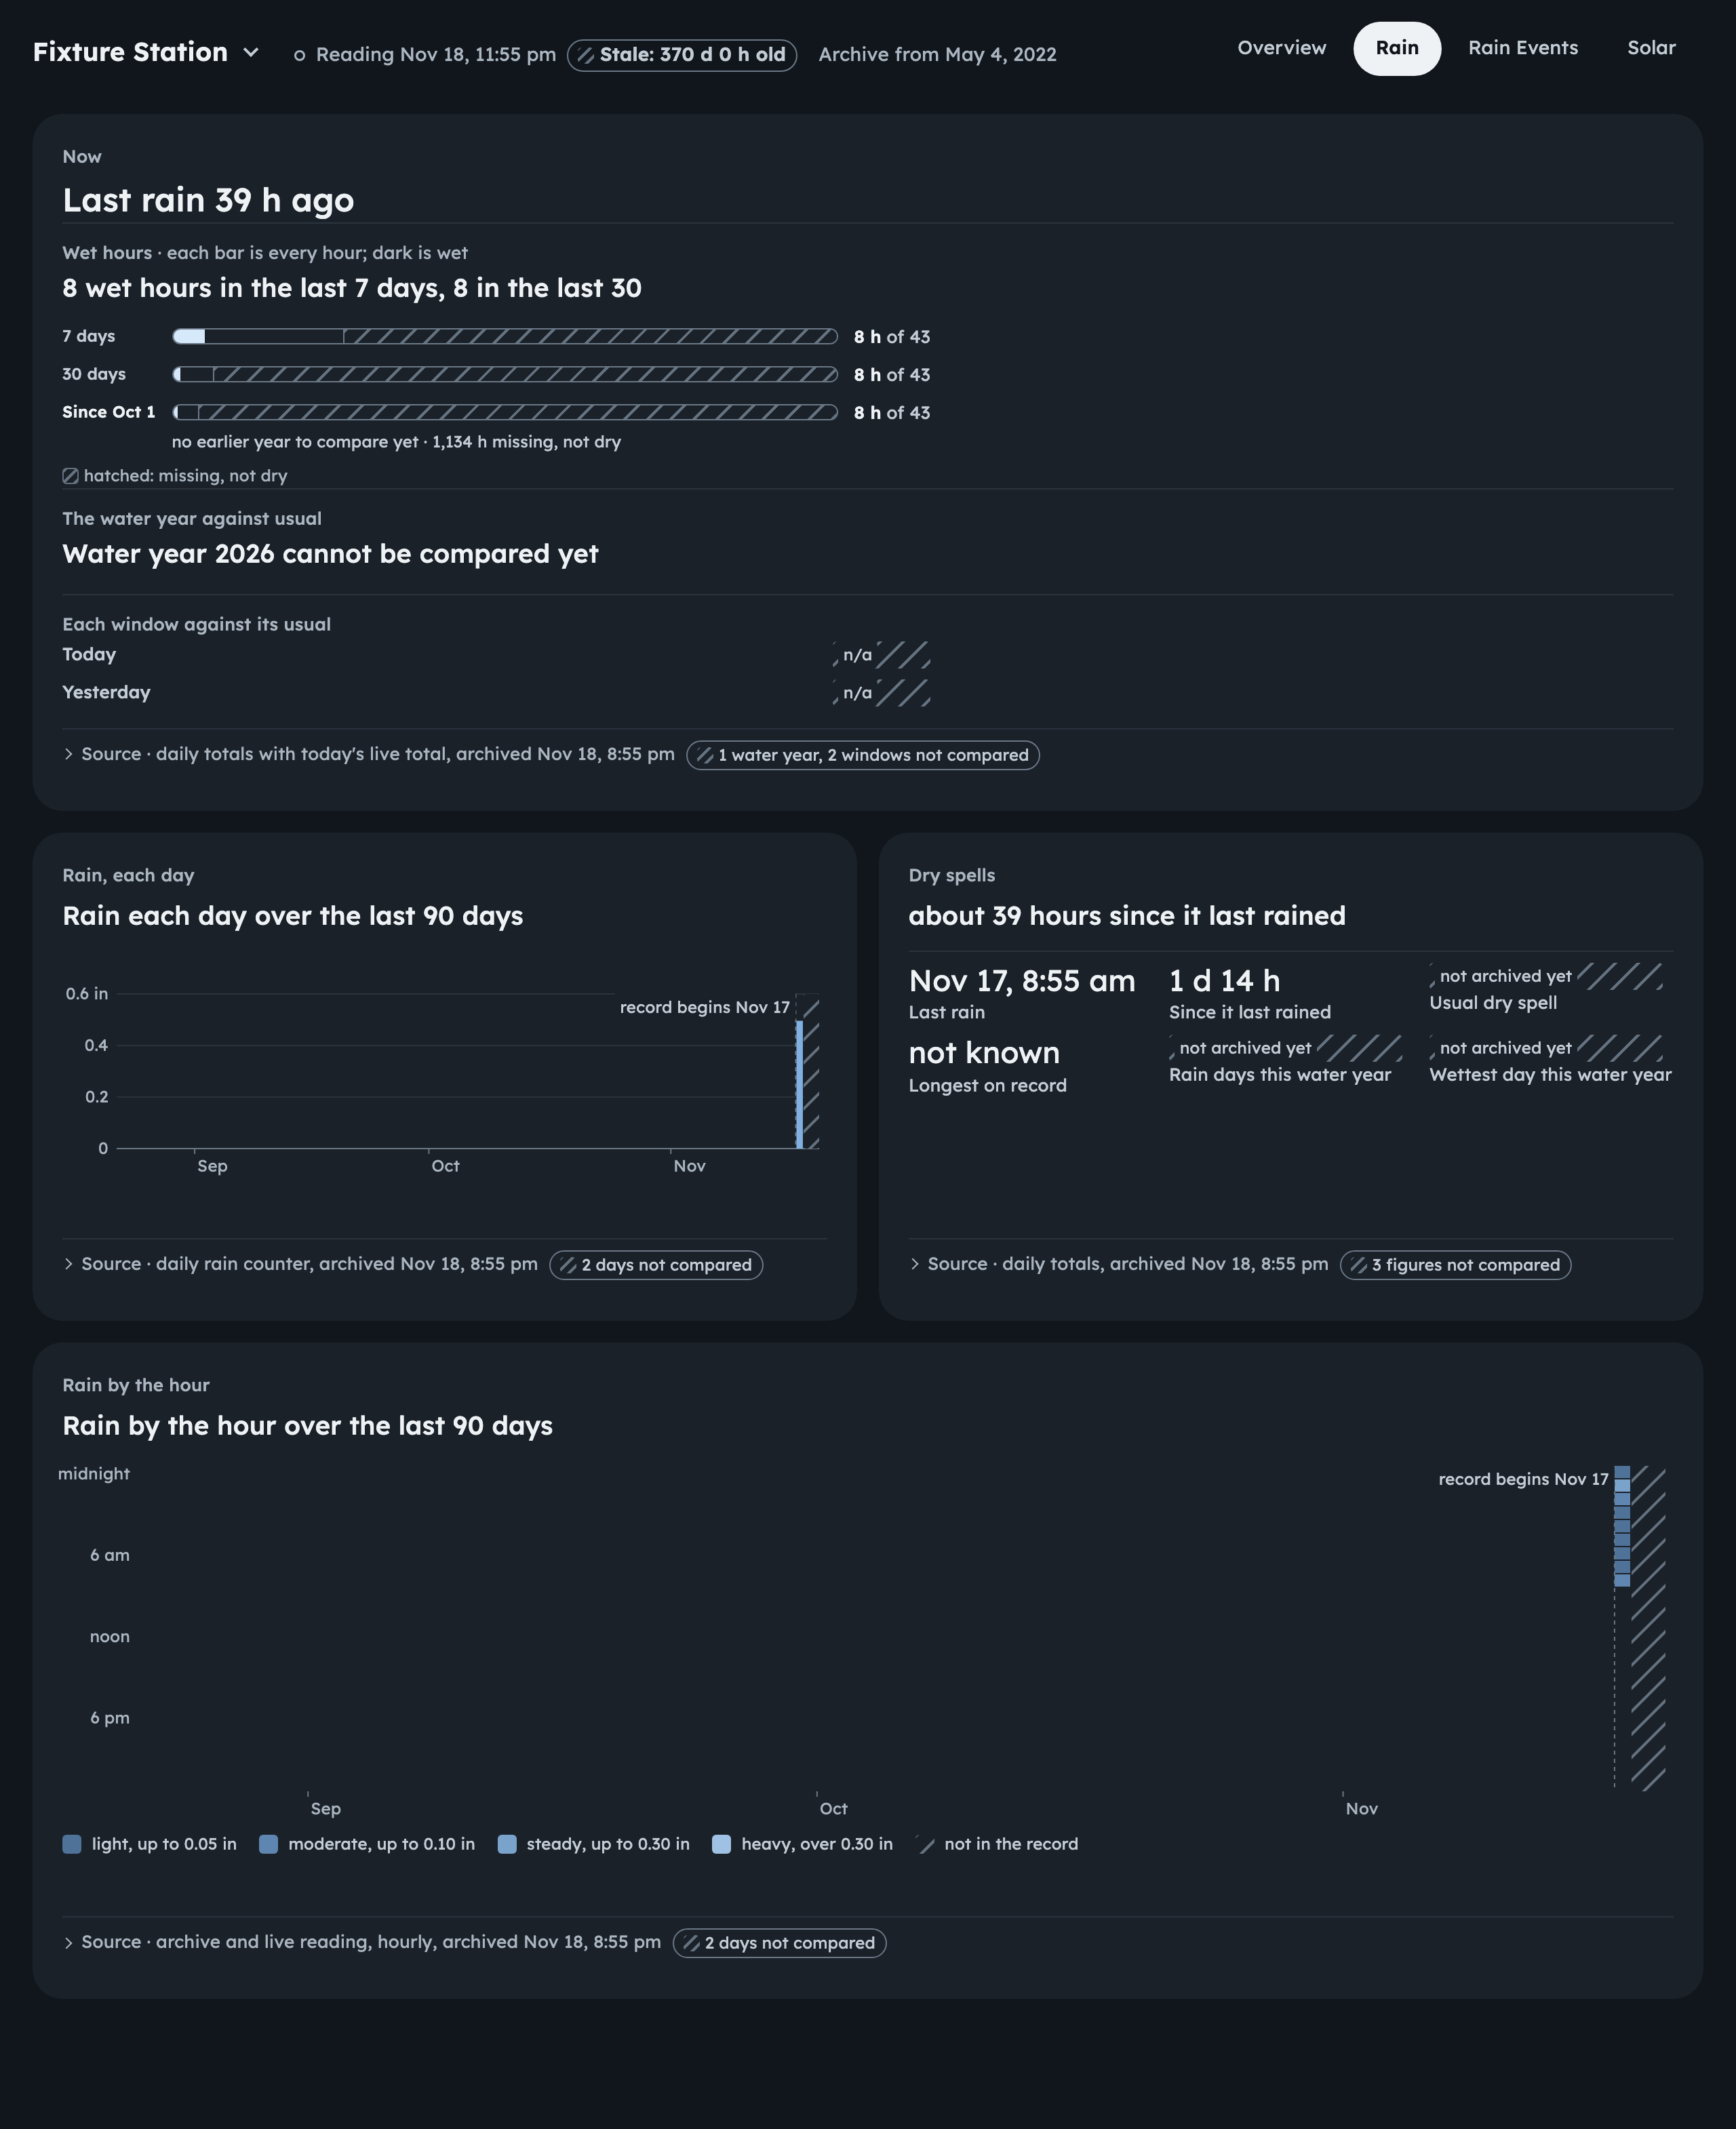 Fixture Station
Reading Nov 18, 11:55 pm
Stale: 370 d 0 h old
Archive from May 4, 2022
Overview
Rain
Rain Events
Solar
Now
Last rain 39 h ago
Wet hours · each bar is every hour; dark is wet
8 wet hours in the last 7 days, 8 in the last 30
7 days
8 h of 43
30 days
8 h of 43
Since Oct 1
8 h of 43
no earlier year to compare yet · 1,134 h missing, not dry
hatched: missing, not dry
The water year against usual
Water year 2026 cannot be compared yet
Each window against its usual
Today
n/a
Yesterday
n/a
Source · daily totals with today's live total, archived Nov 18, 8:55 pm
1 water year, 2 windows not compared
Rain, each day
Rain each day over the last 90 days
0.6 in
record begins Nov 17
0.4
0.2
0
Sep
Oct
Nov
Source · daily rain counter, archived Nov 18, 8:55 pm
2 days not compared
Dry spells
about 39 hours since it last rained
Nov 17, 8:55 am
Last rain
1 d 14 h
Since it last rained
not archived yet
Usual dry spell
not known
Longest on record
not archived yet
Rain days this water year
not archived yet
Wettest day this water year
Source · daily totals, archived Nov 18, 8:55 pm
3 figures not compared
Rain by the hour
Rain by the hour over the last 90 days
midnight
record begins Nov 17
6 am
noon
6 pm
Sep
Oct
Nov
light, up to 0.05 in
moderate, up to 0.10 in
steady, up to 0.30 in
heavy, over 0.30 in
not in the record
Source · archive and live reading, hourly, archived Nov 18, 8:55 pm
2 days not compared